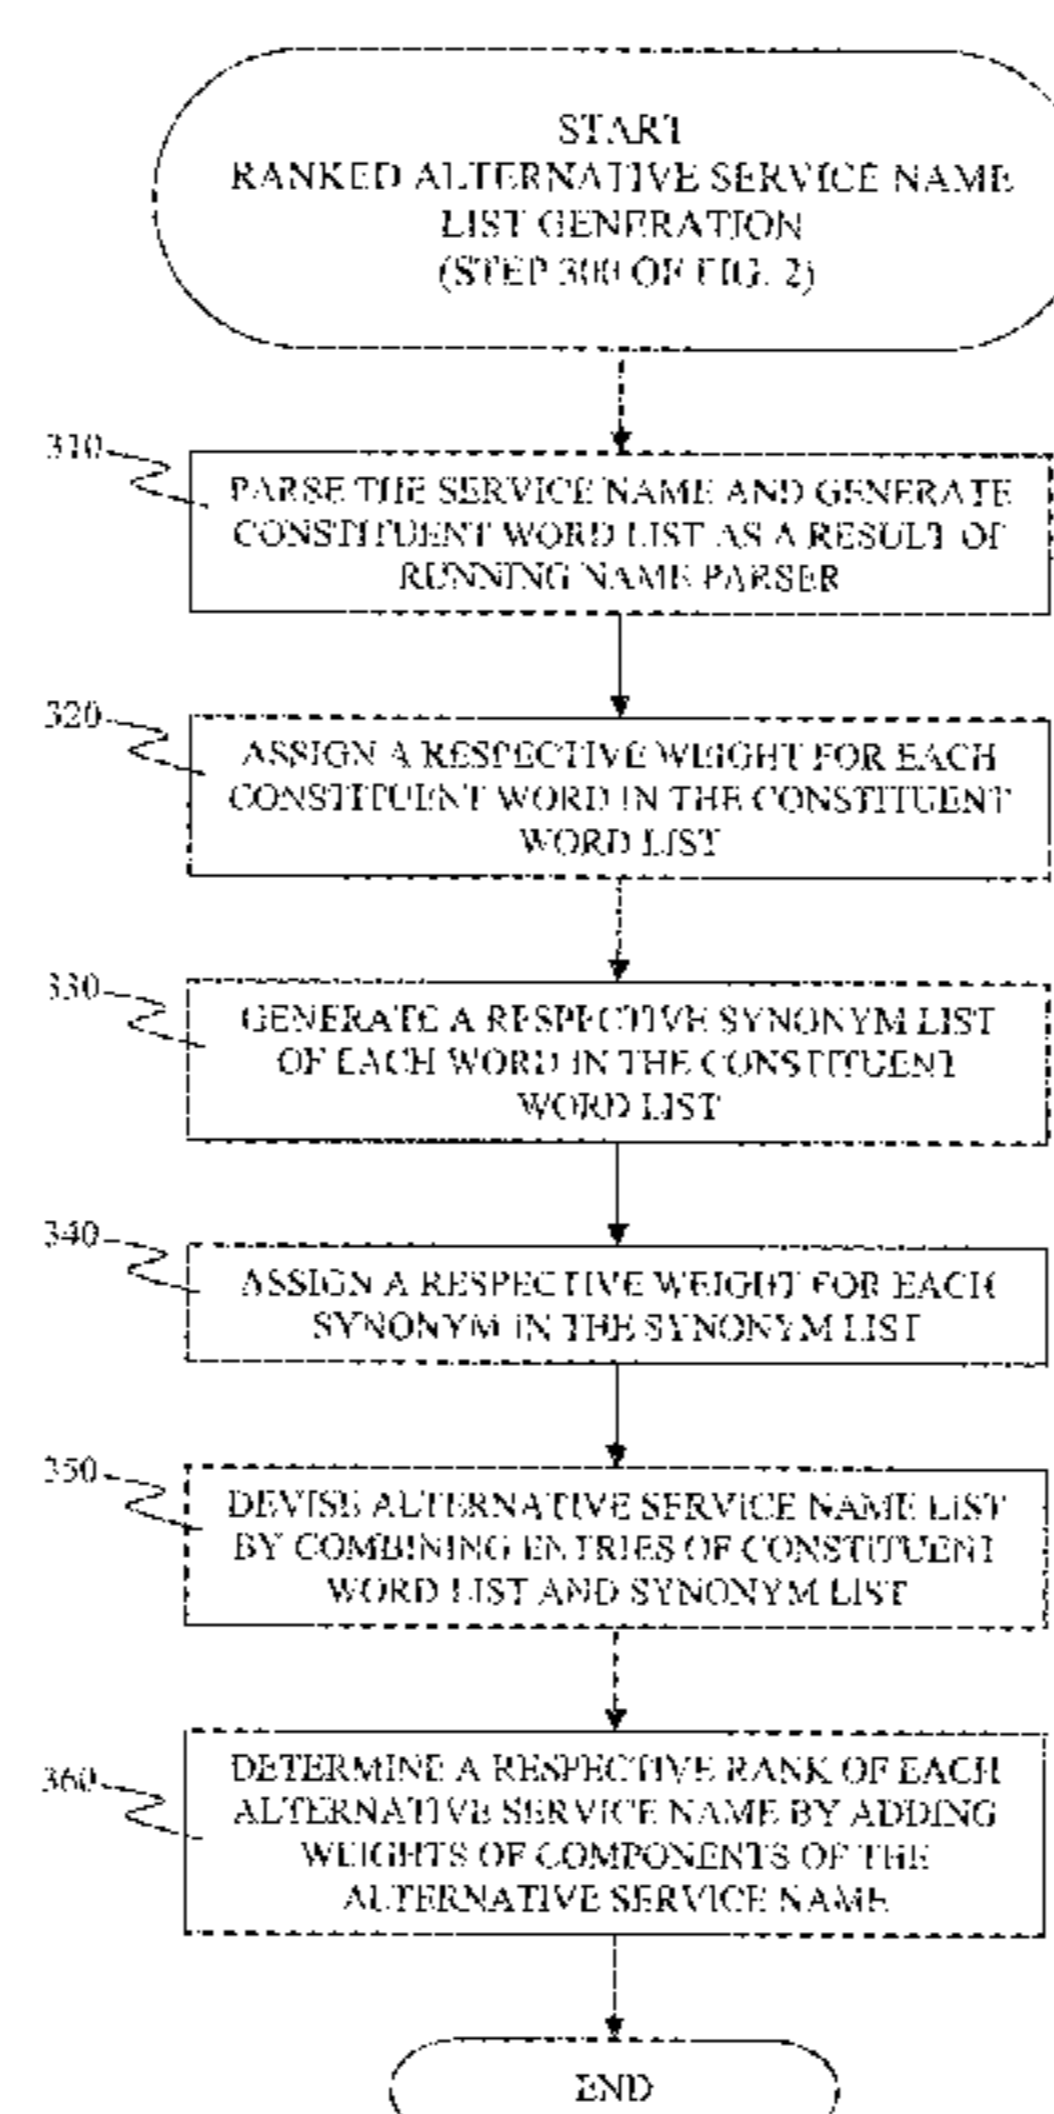 START
RANKED ALTERNATIVE SERVICE NAME
LIST GENERATION
(STEP 300 OF FIG. 2)
310
PARSE THE SERVICE NAME AND GENERATE
CONSTITUENT WORD LIST AS A RESULT OF
RUNNING NAME PARSER
320
ASSIGN A RESPECTIVE WEIGHT FOR EACH
CONSTITUENT WORD IN THE CONSTITUENT
WORD LIST
330
GENERATE A RESPECTIVE SYNONYM LIST
OF EACH WORD IN THE CONSTITUENT
WORD LIST
340
ASSIGN A RESPECTIVE WEIGHT FOR EACH
SYNONYM IN THE SYNONYM LIST
350
DEVISE ALTERNATIVE SERVICE NAME LIST
BY COMBINING ENTRIES OF CONSTITUENT
WORD LIST AND SYNONYM LIST
360
DETERMINE A RESPECTIVE RANK OF EACH
ALTERNATIVE SERVICE NAME BY ADDING
WEIGHTS OF COMPONENTS OF THE
ALTERNATIVE SERVICE NAME
END